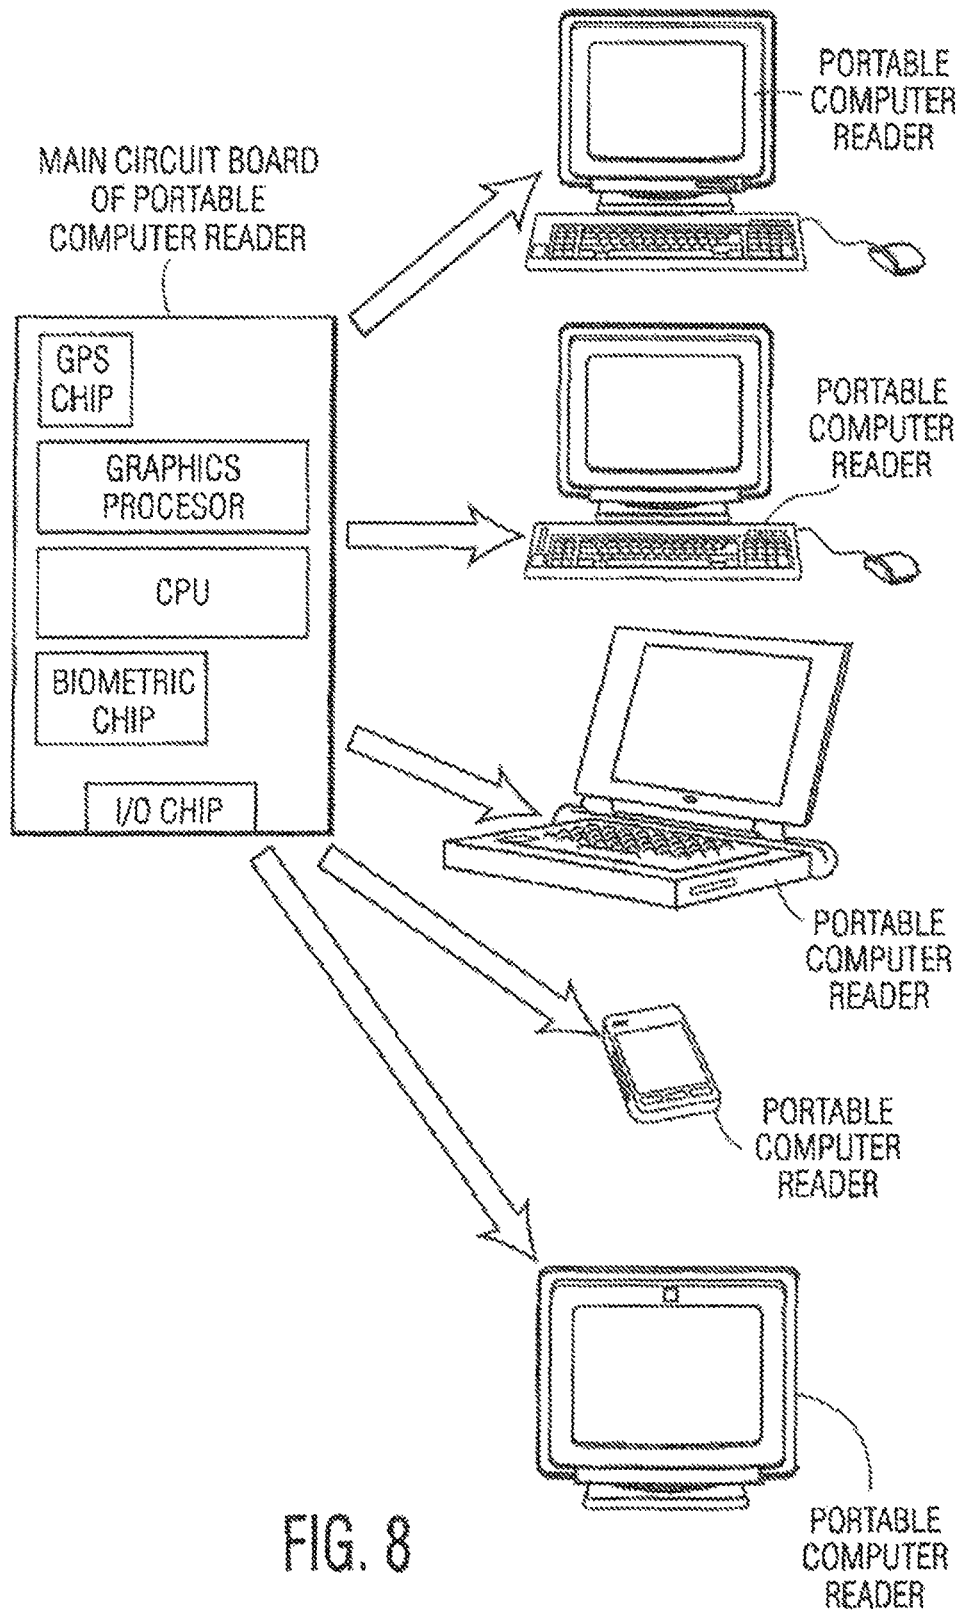 PORTABLE
COMPUTER
READER
MAIN CIRCUIT BOARD
OF PORTABLE
COMPUTER READER
GPS
CHIP
GRAPHICS
PROCESOR
CPU
BIOMETRIC
CHIP
I/O CHIP
PORTABLE
COMPUTER
READER
PORTABLE
COMPUTER
READER
PORTABLE
COMPUTER
READER
PORTABLE
COMPUTER
READER
FIG. 8